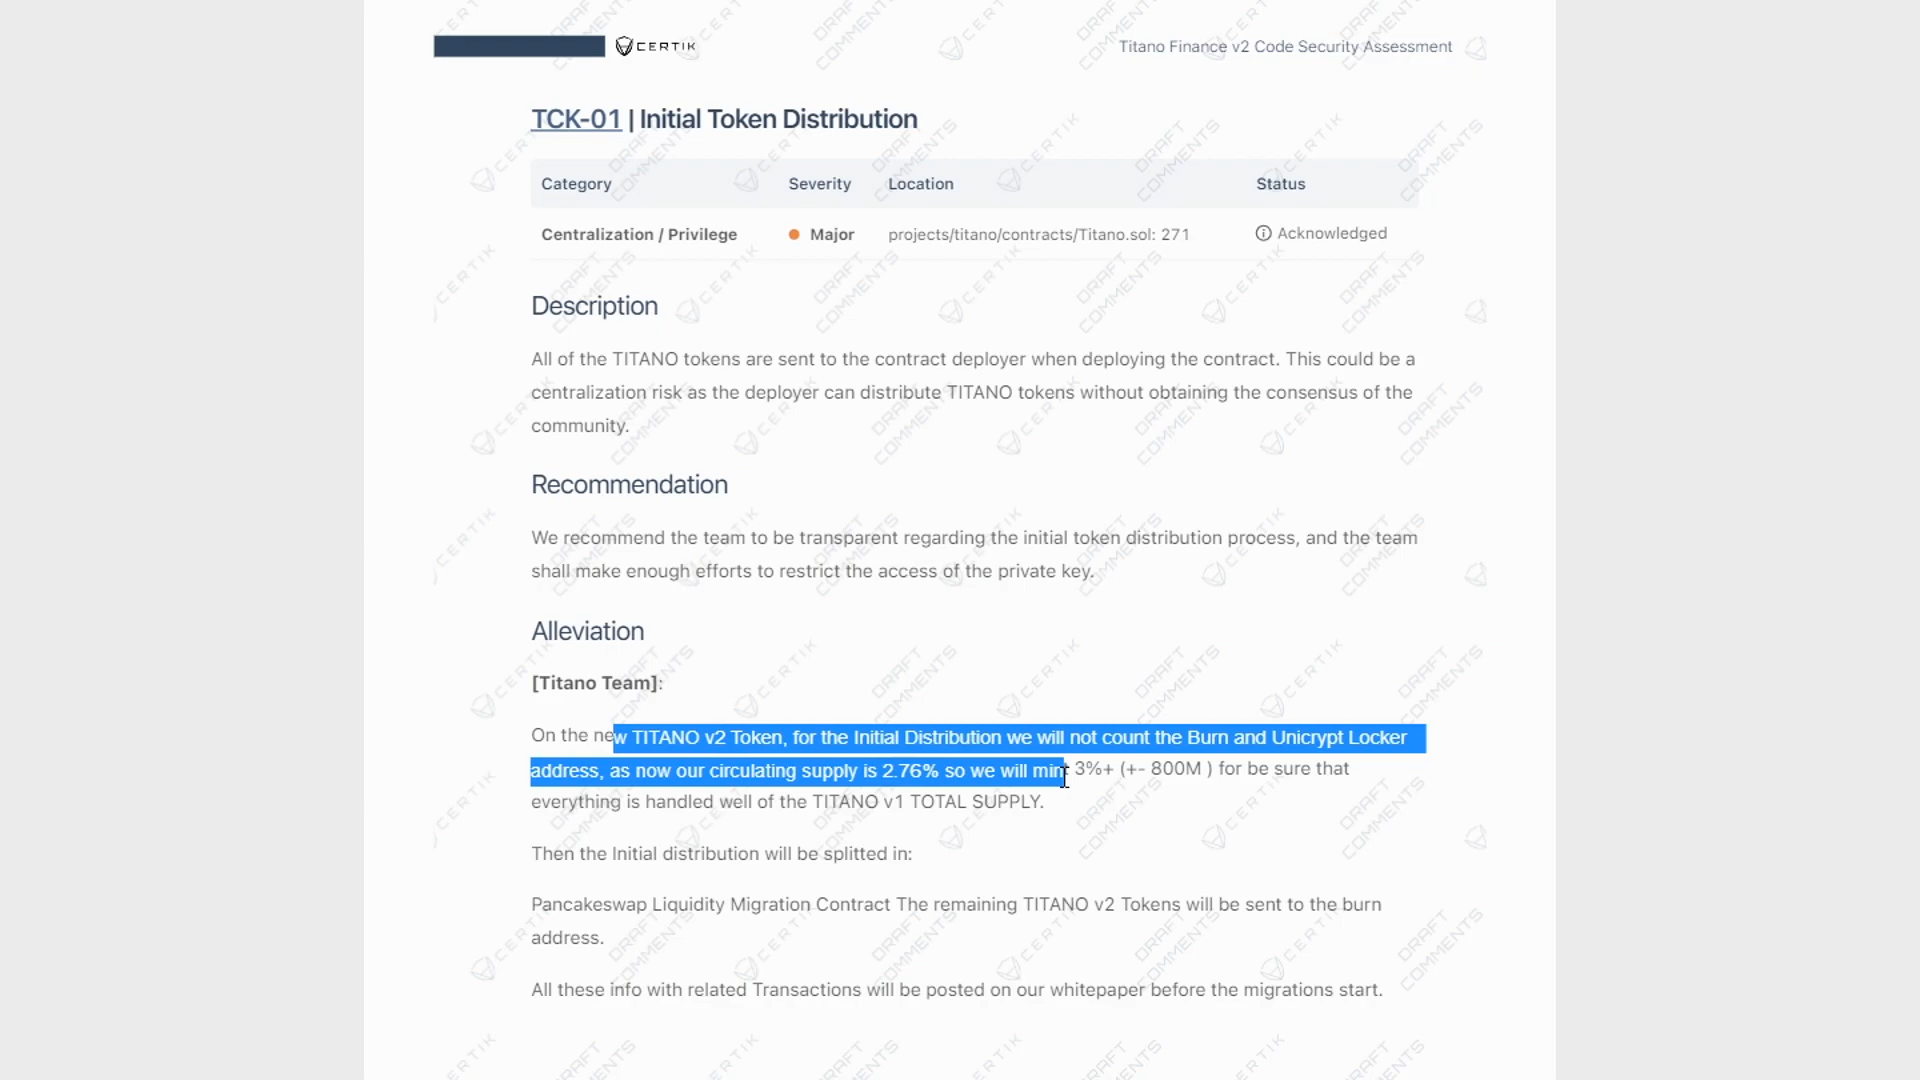 CERTIK
Titano Finance v2 Code Security Assessment
TCK-01 | Initial Token Distribution
Category Severity Location Status
Centralization / Privilege Major projects/titano/contracts/Titano.sol: 271 Acknowledged
Description
All of the TITANO tokens are sent to the contract deployer when deploying the contract. This could be a
centralization risk as the deployer can distribute TITANO tokens without obtaining the consensus of the
community.
Recommendation
We recommend the team to be transparent regarding the initial token distribution process, and the team
shall make enough efforts to restrict the access of the private key.
Alleviation
[Titano Team]:
On the new TITANO v2 Token, for the Initial Distribution we will not count the Burn and Unicrypt Locker
address, as now our circulating supply is 2.76% so we will mint 3%+ (+- 800M ) for be sure that
everything is handled well of the TITANO v1 TOTAL SUPPLY.
Then the Initial distribution will be splitted in:
Pancakeswap Liquidity Migration Contract The remaining TITANO v2 Tokens will be sent to the burn
address.
All these info with related Transactions will be posted on our whitepaper before the migrations start.
CERTIK
DRAFT
COMMENTS